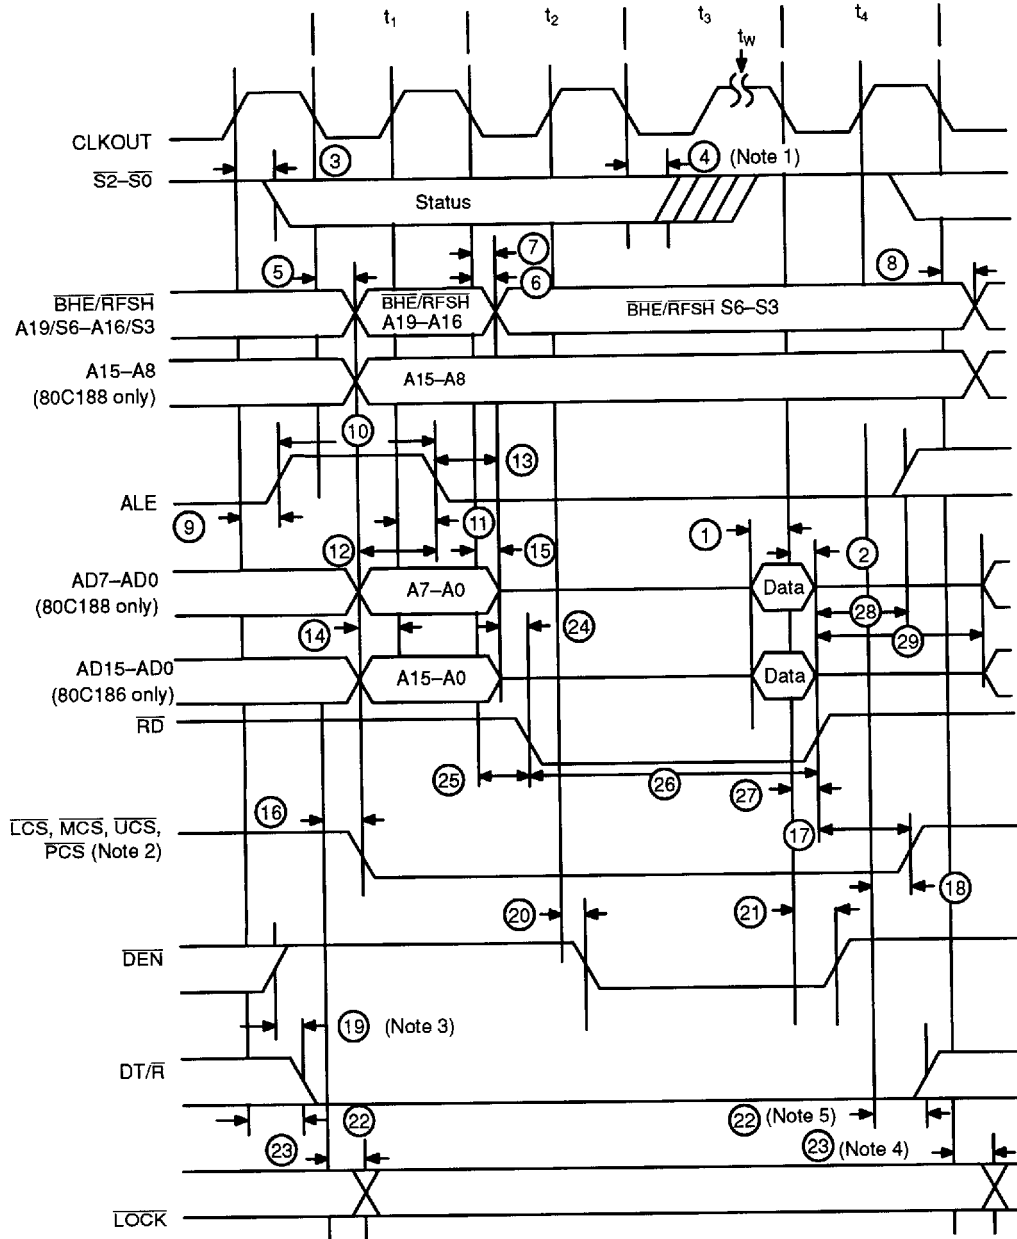 t1 t2 t3 t4
tW
CLKOUT
3 4 (Note 1)
S2–S0
Status
7
5 6 8
BHE/RFSH BHE/RFSH BHE/RFSH S6–S3
A19/S6–A16/S3 A19–A16
A15–A8 A15–A8
(80C188 only)
10
13
ALE
9 11 1
12 15 2
AD7–AD0 A7–A0 Data
(80C188 only)
28
14 24 29
AD15–AD0 A15–A0 Data
(80C186 only)
RD
25 26 27
16
LCS, MCS, UCS, 17
PCS (Note 2)
18
20 21
DEN
19 (Note 3)
DT/R
22 22 (Note 5)
23 23 (Note 4)
LOCK